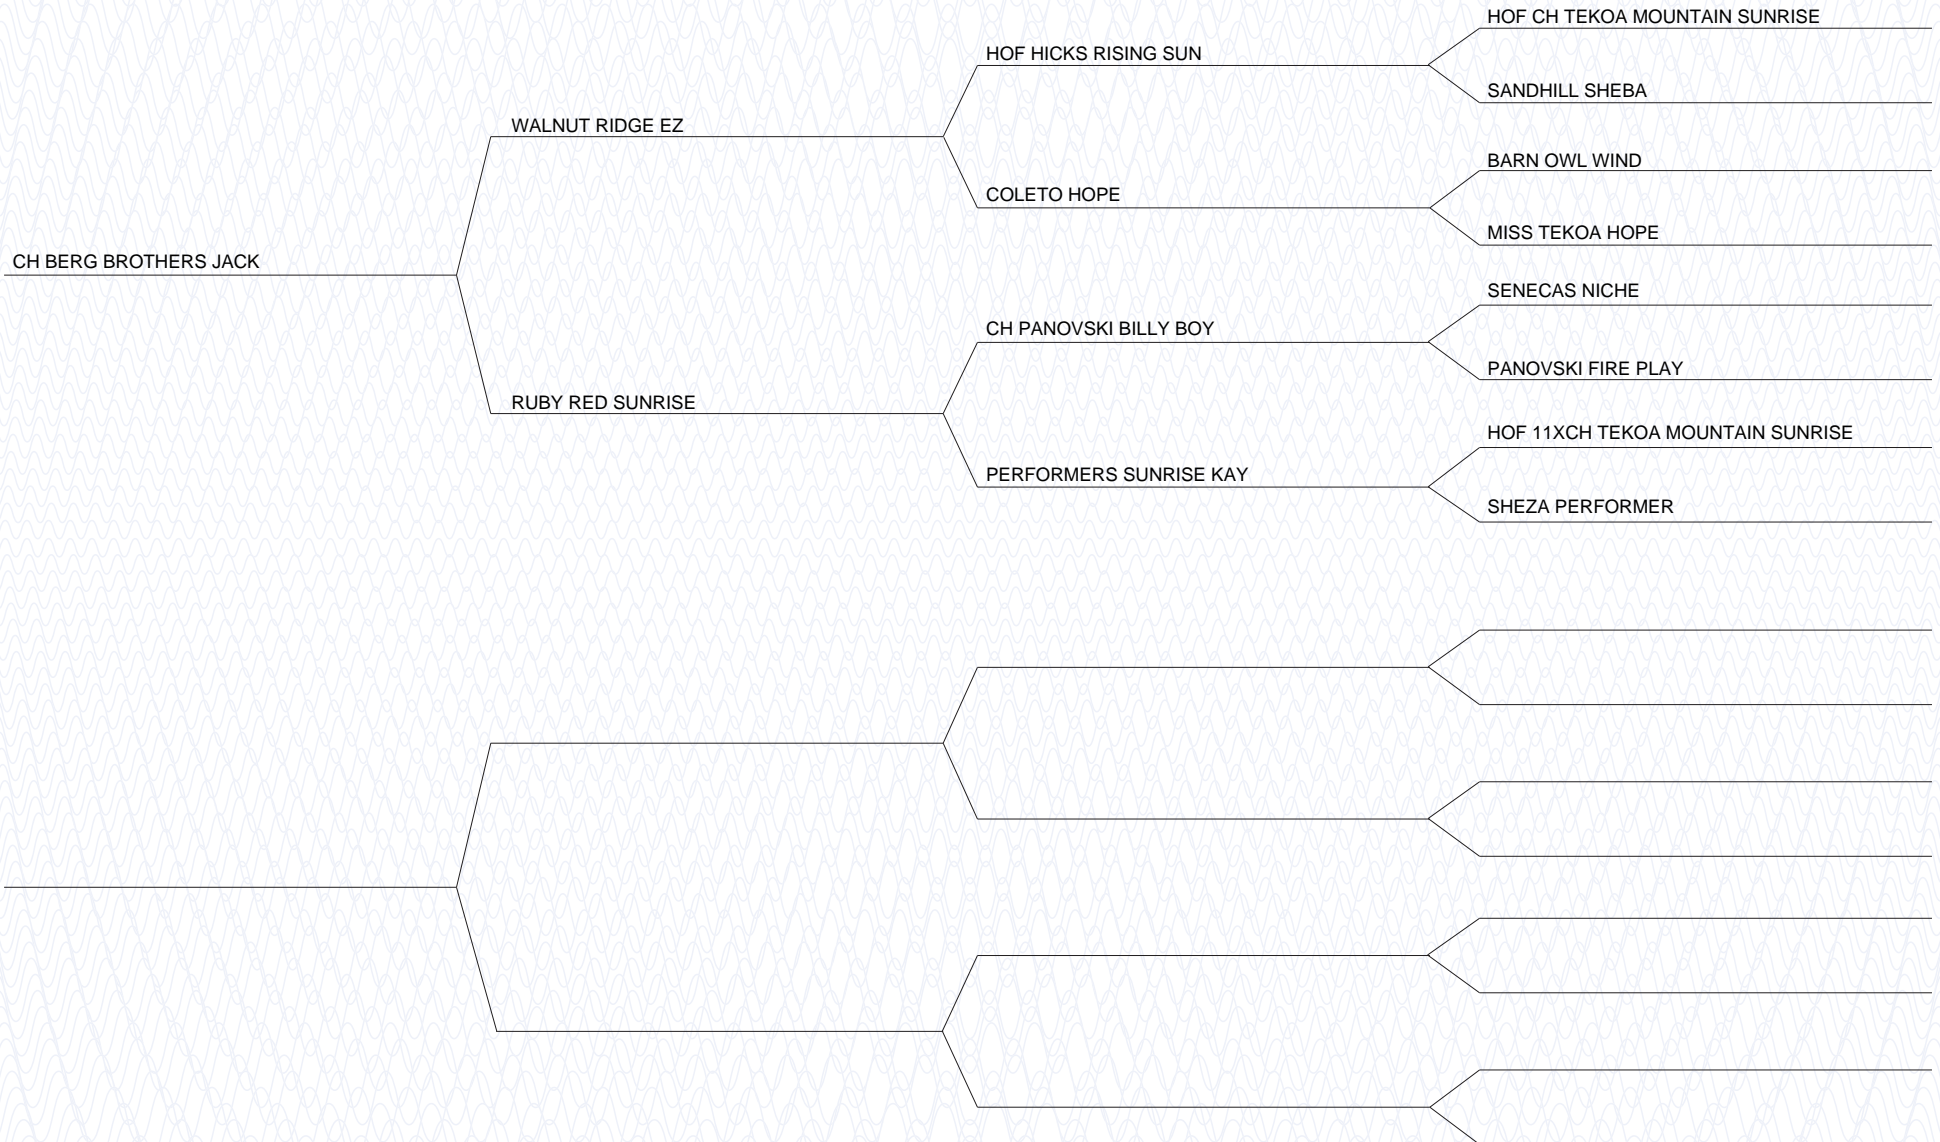 HOF CH TEKOA MOUNTAIN SUNRISE
HOF HICKS RISING SUN
SANDHILL SHEBA
WALNUT RIDGE EZ
BARN OWL WIND
COLETO HOPE
MISS TEKOA HOPE
CH BERG BROTHERS JACK
SENECAS NICHE
CH PANOVSKI BILLY BOY
PANOVSKI FIRE PLAY
RUBY RED SUNRISE
HOF 11XCH TEKOA MOUNTAIN SUNRISE
PERFORMERS SUNRISE KAY
SHEZA PERFORMER